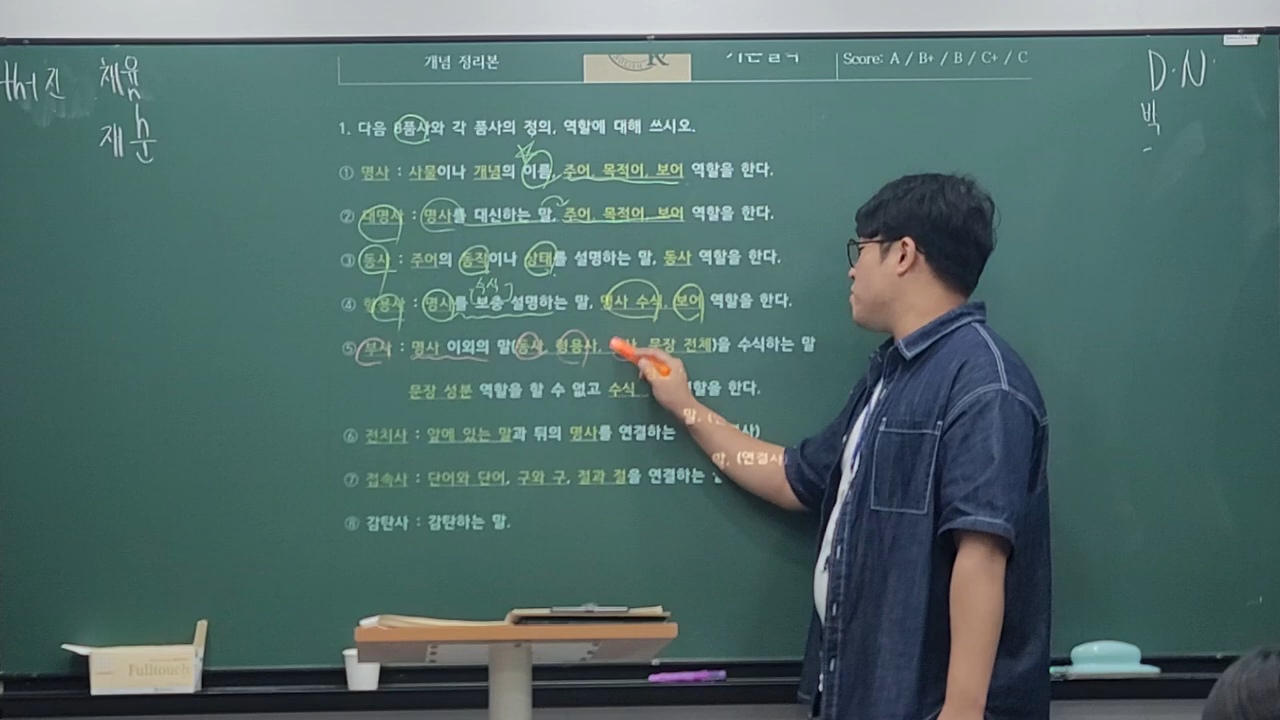 개념 정리본
Score: A / B+ / B / C+ / C
체육
재훈
D.N
박
1. 다음 8품사와 각 품사의 정의, 역할에 대해 쓰시오.
① 명사 : 사물이나 개념의 이름, 주어, 목적어, 보어 역할을 한다.
② 대명사 : 명사를 대신하는 말, 주어, 목적어, 보어 역할을 한다.
③ 동사 : 주어의 동작이나 상태를 설명하는 말, 동사 역할을 한다.
수식
④ 형용사 : 명사를 보충 설명하는 말, 명사 수식, 보어 역할을 한다.
⑤ 부사 : 명사 이외의 말(동사, 형용사, 문장 전체)을 수식하는 말
문장 성분 역할을 할 수 없고 수식 역할을 한다.
⑥ 전치사 : 앞에 있는 말과 뒤의 명사를 연결하는 말,
⑦ 접속사 : 단어와 단어, 구와 구, 절과 절을 연결하는 말, (연결사)
⑧ 감탄사 : 감탄하는 말.
Fulltouch